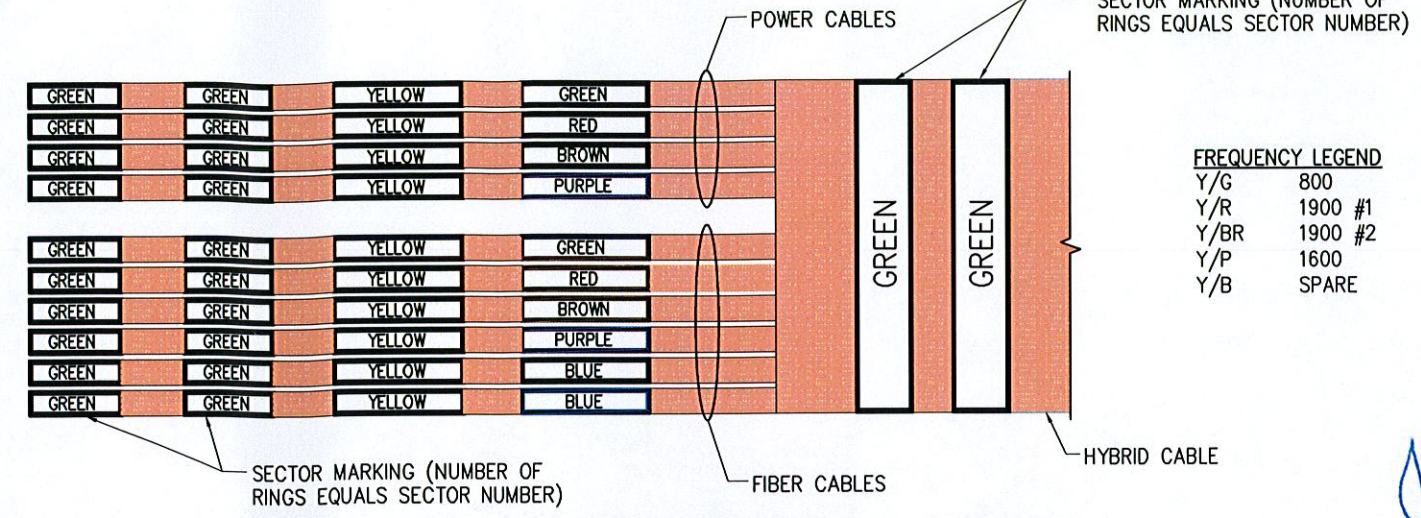 SECTOR MARKING (NUMBER OF
RINGS EQUALS SECTOR NUMBER)
POWER CABLES
GREEN GREEN YELLOW GREEN
GREEN GREEN YELLOW RED
GREEN GREEN YELLOW BROWN
GREEN GREEN YELLOW PURPLE
GREEN GREEN YELLOW GREEN
GREEN GREEN YELLOW RED
GREEN GREEN YELLOW BROWN
GREEN GREEN YELLOW PURPLE
GREEN GREEN YELLOW BLUE
GREEN GREEN YELLOW BLUE
GREEN
GREEN
FREQUENCY LEGEND
Y/G 800
Y/R 1900 #1
Y/BR 1900 #2
Y/P 1600
Y/B SPARE
HYBRID CABLE
SECTOR MARKING (NUMBER OF
RINGS EQUALS SECTOR NUMBER)
FIBER CABLES